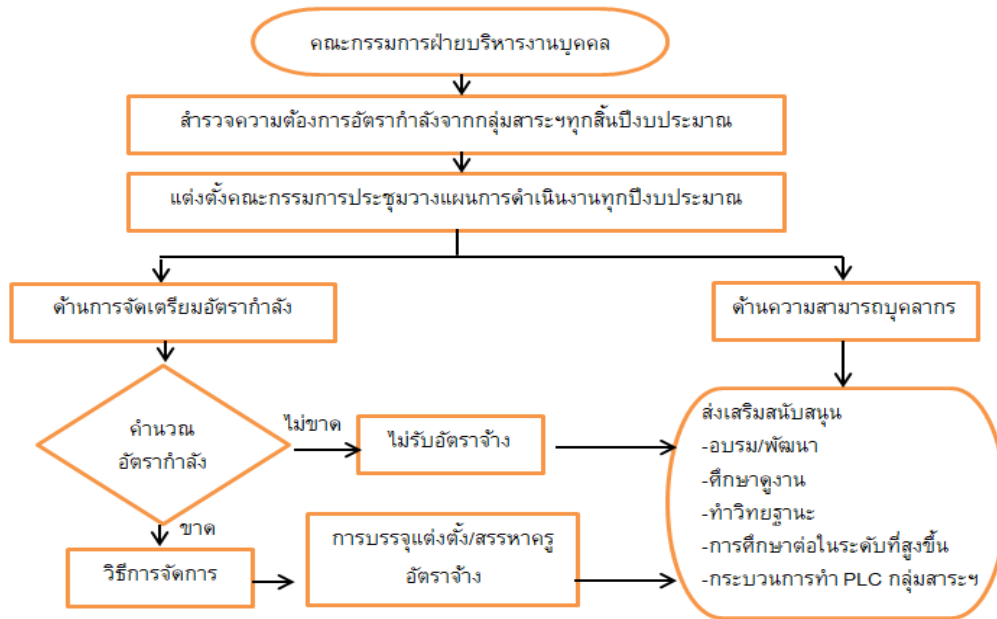 คณะกรรมการฝ่ายบริหารงานบุคคล
สำรวจความต้องการอัตรากำลังจากกลุ่มสาระฯทุกสิ้นปีงบประมาณ
แต่งตั้งคณะกรรมการประชุมวางแผนการดำเนินงานทุกปีงบประมาณ
ด้านการจัดเตรียมอัตรากำลัง
ด้านความสามารถบุคลากร
คำนวณ
อัตรากำลัง
ไม่ขาด
ไม่รับอัตราจ้าง
ขาด
วิธีการจัดการ
การบรรจุแต่งตั้ง/สรรหาครู
อัตราจ้าง
ส่งเสริมสนับสนุน
-อบรม/พัฒนา
-ศึกษาดูงาน
-ทำวิทยฐานะ
-การศึกษาต่อในระดับที่สูงขึ้น
-กระบวนการทำ PLC กลุ่มสาระฯ